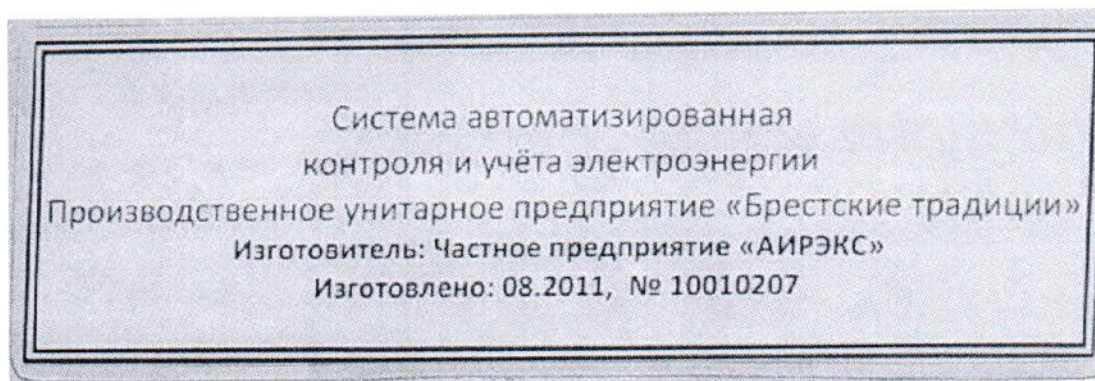 Система автоматизированная
контроля и учёта электроэнергии
Производственное унитарное предприятие «Брестские традиции»
Изготовитель: Частное предприятие «АИРЭКС»
Изготовлено: 08.2011, № 10010207